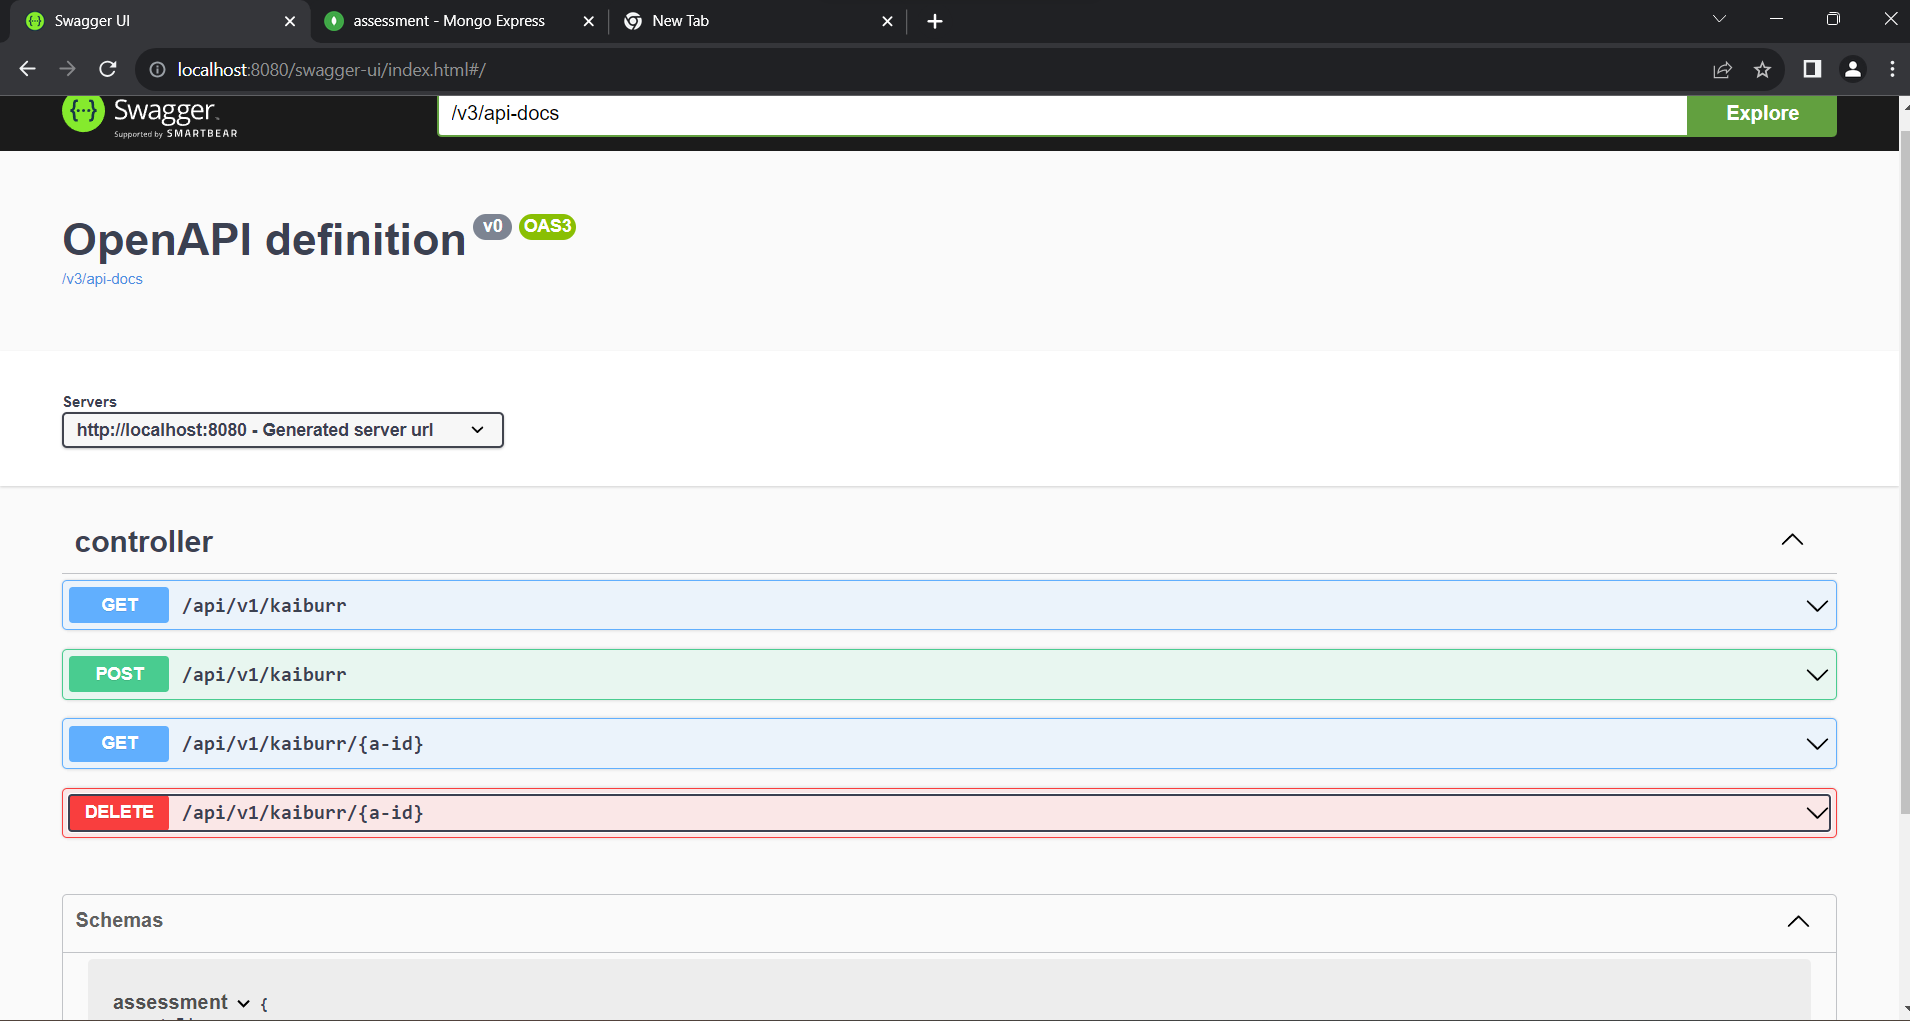 Swagger UI
assessment - Mongo Express
New Tab
localhost:8080/swagger-ui/index.html#/
Swagger
Supported by SMARTBEAR
/v3/api-docs
Explore
OpenAPI definition v0 OAS3
/v3/api-docs
Servers
http://localhost:8080 - Generated server url
controller
GET /api/v1/kaiburr
POST /api/v1/kaiburr
GET /api/v1/kaiburr/{a-id}
DELETE /api/v1/kaiburr/{a-id}
Schemas
assessment {